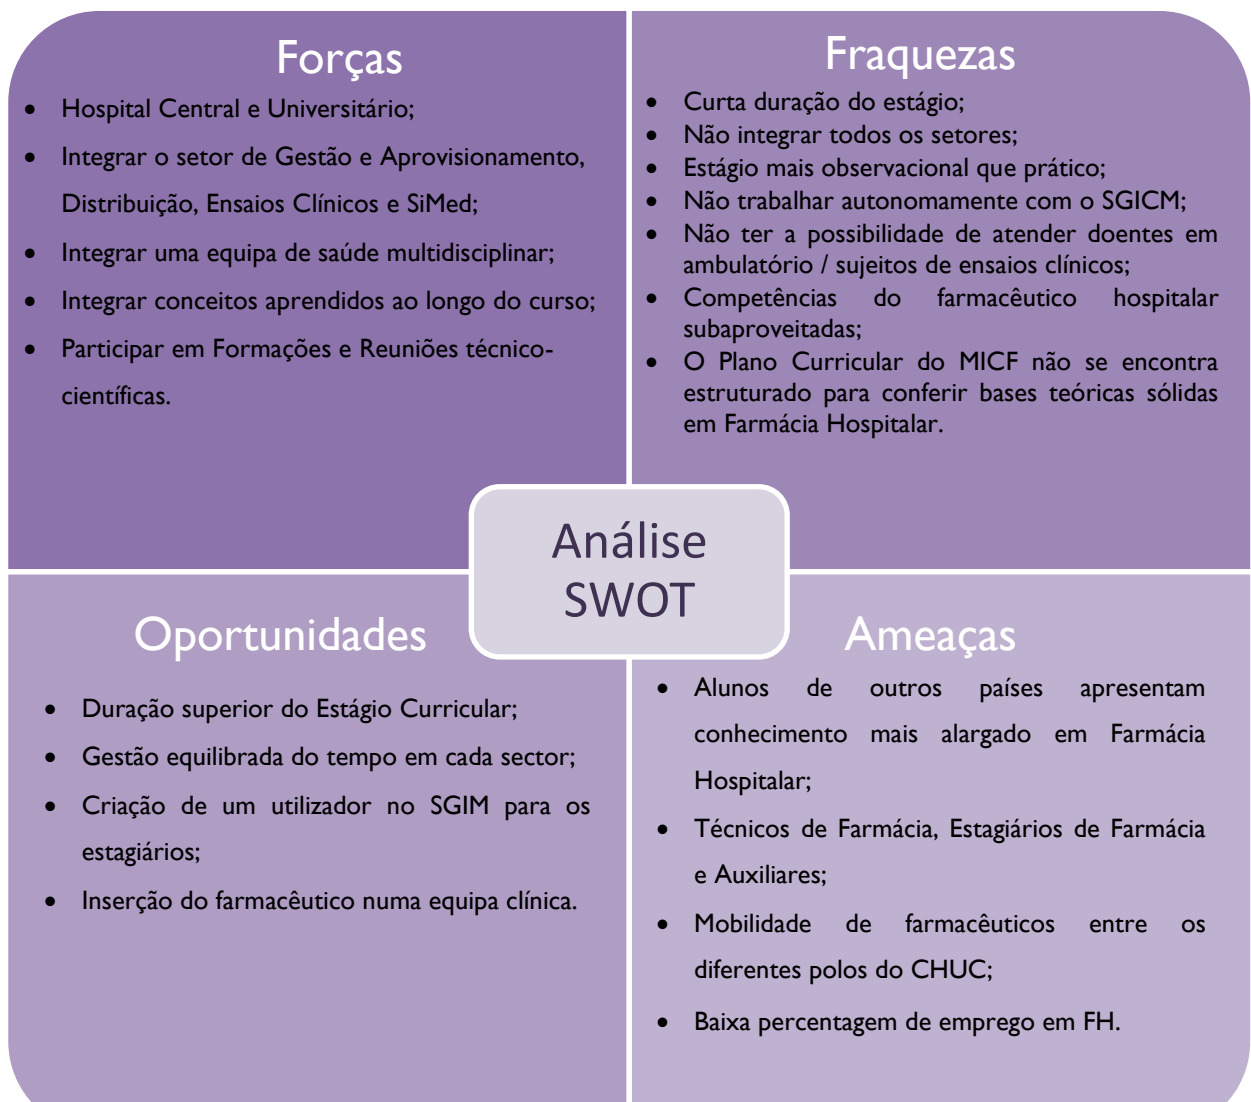 Forças
• Hospital Central e Universitário;
• Integrar o setor de Gestão e Aprovisionamento,
Distribuição, Ensaios Clínicos e SiMed;
• Integrar uma equipa de saúde multidisciplinar;
• Integrar conceitos aprendidos ao longo do curso;
• Participar em Formações e Reuniões técnico-
científicas.
Fraquezas
• Curta duração do estágio;
• Não integrar todos os setores;
• Estágio mais observacional que prático;
• Não trabalhar autonomamente com o SGICM;
• Não ter a possibilidade de atender doentes em
ambulatório / sujeitos de ensaios clínicos;
• Competências do farmacêutico hospitalar
subaproveitadas;
• O Plano Curricular do MICF não se encontra
estruturado para conferir bases teóricas sólidas
em Farmácia Hospitalar.
Análise
SWOT
Oportunidades
• Duração superior do Estágio Curricular;
• Gestão equilibrada do tempo em cada sector;
• Criação de um utilizador no SGIM para os
estagiários;
• Inserção do farmacêutico numa equipa clínica.
Ameaças
• Alunos de outros países apresentam
conhecimento mais alargado em Farmácia
Hospitalar;
• Técnicos de Farmácia, Estagiários de Farmácia
e Auxiliares;
• Mobilidade de farmacêuticos entre os
diferentes polos do CHUC;
• Baixa percentagem de emprego em FH.